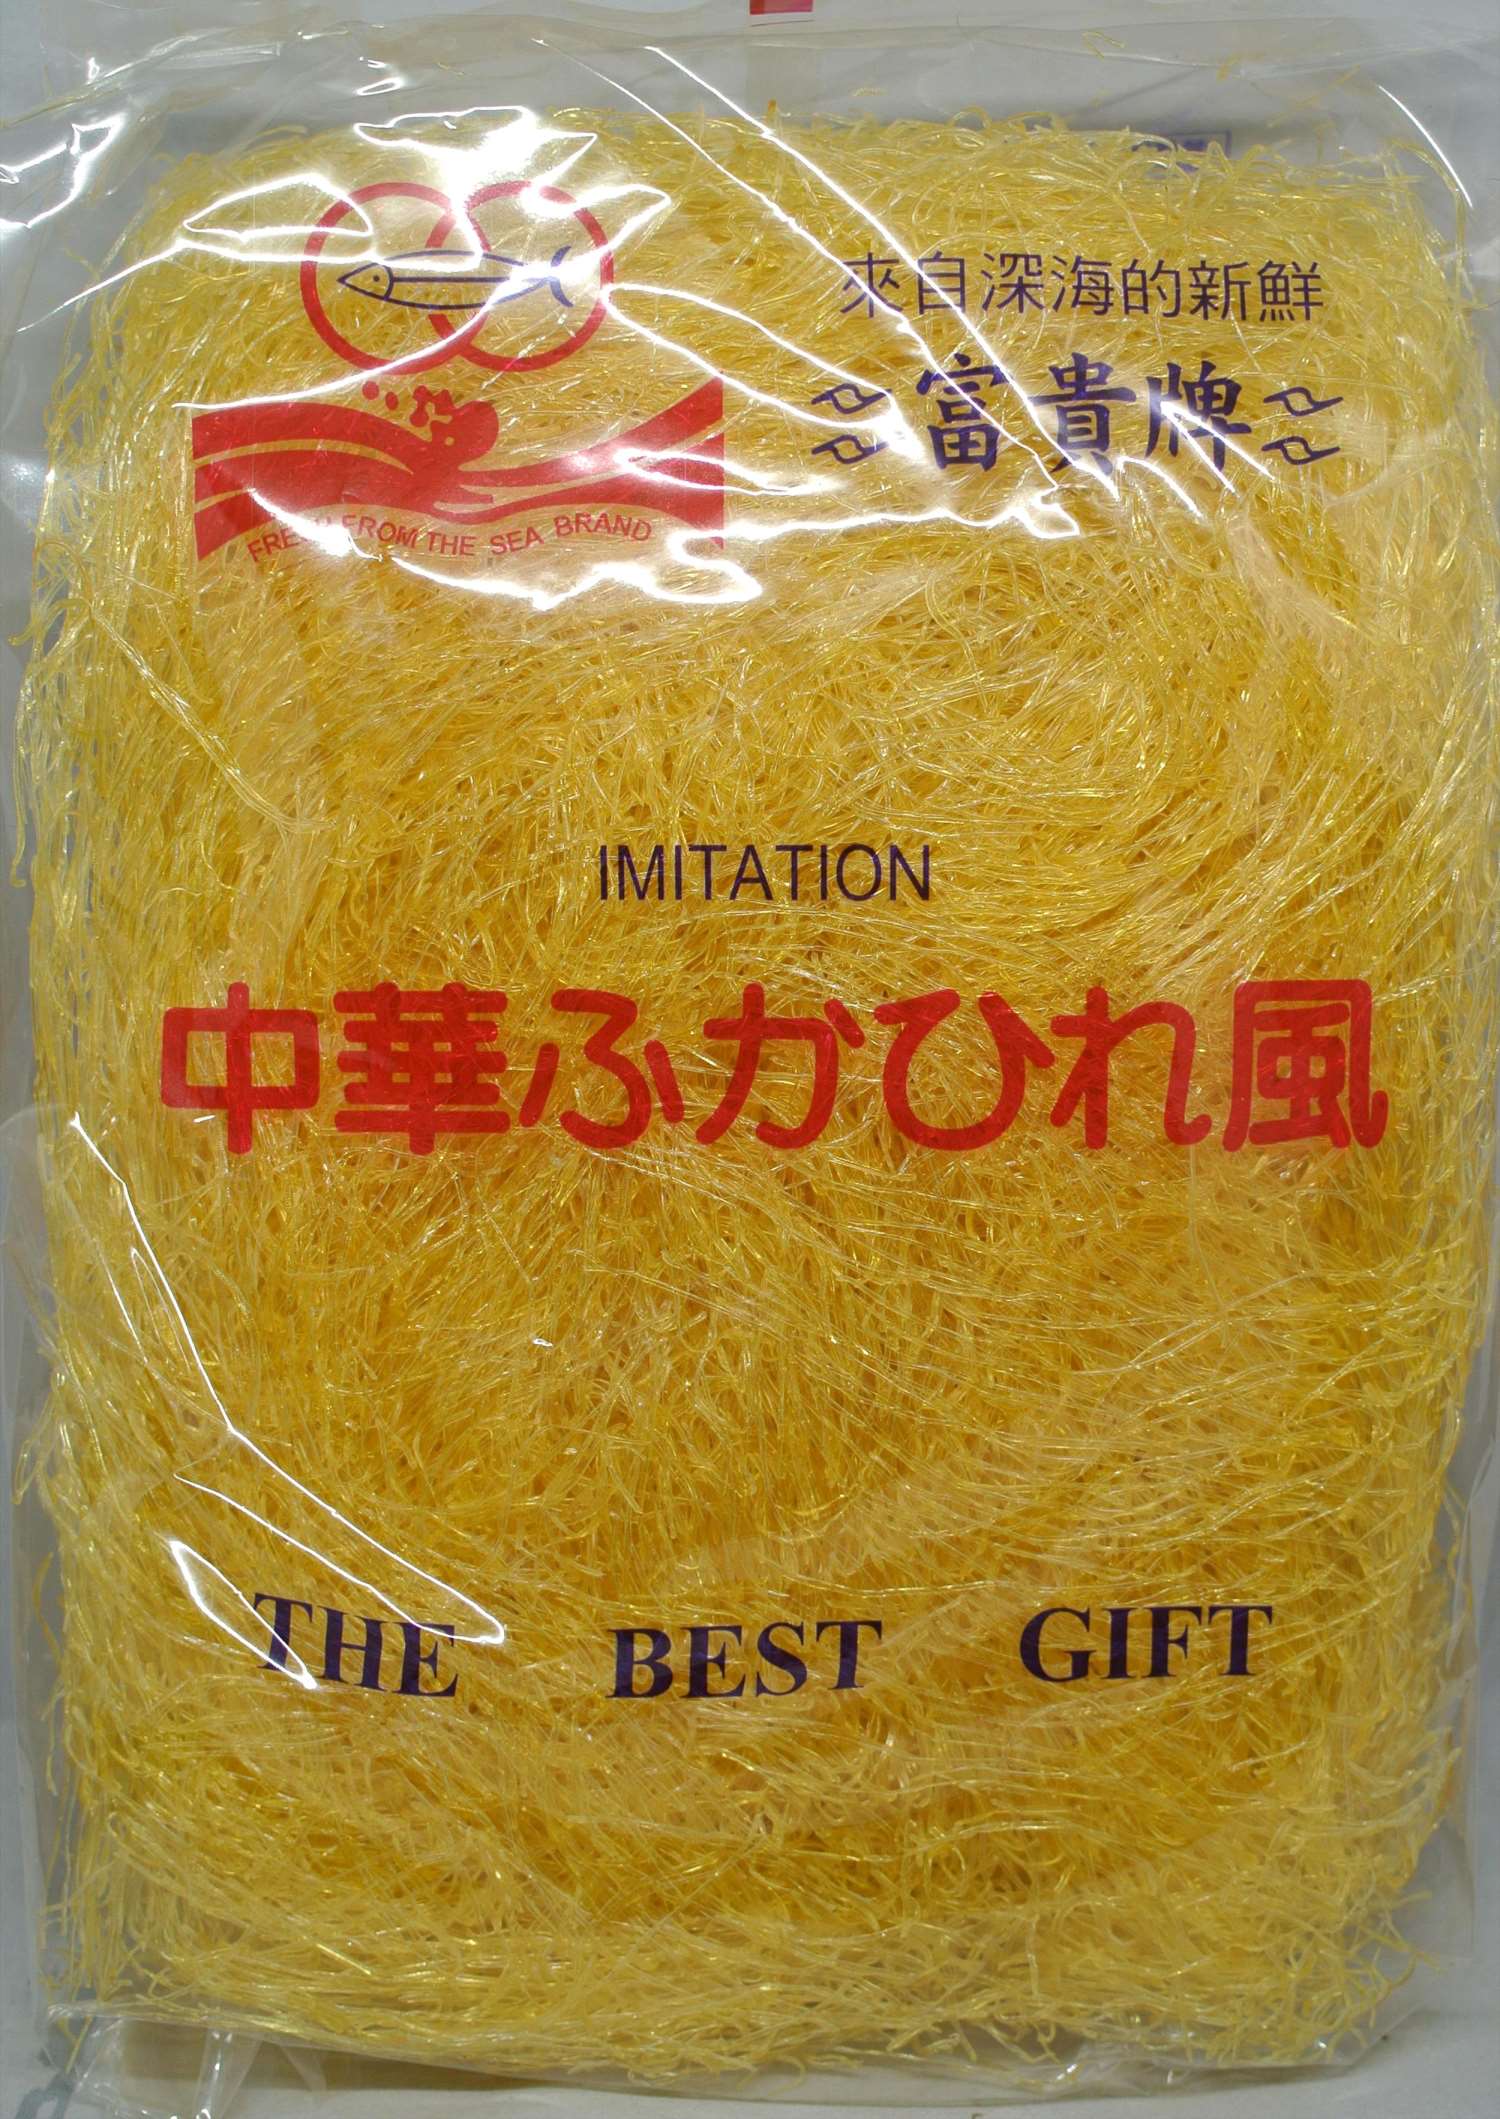 來自深海的新鮮
富貴牌
FRESH FROM THE SEA BRAND
IMITATION
中華ふかひれ風
THE BEST GIFT